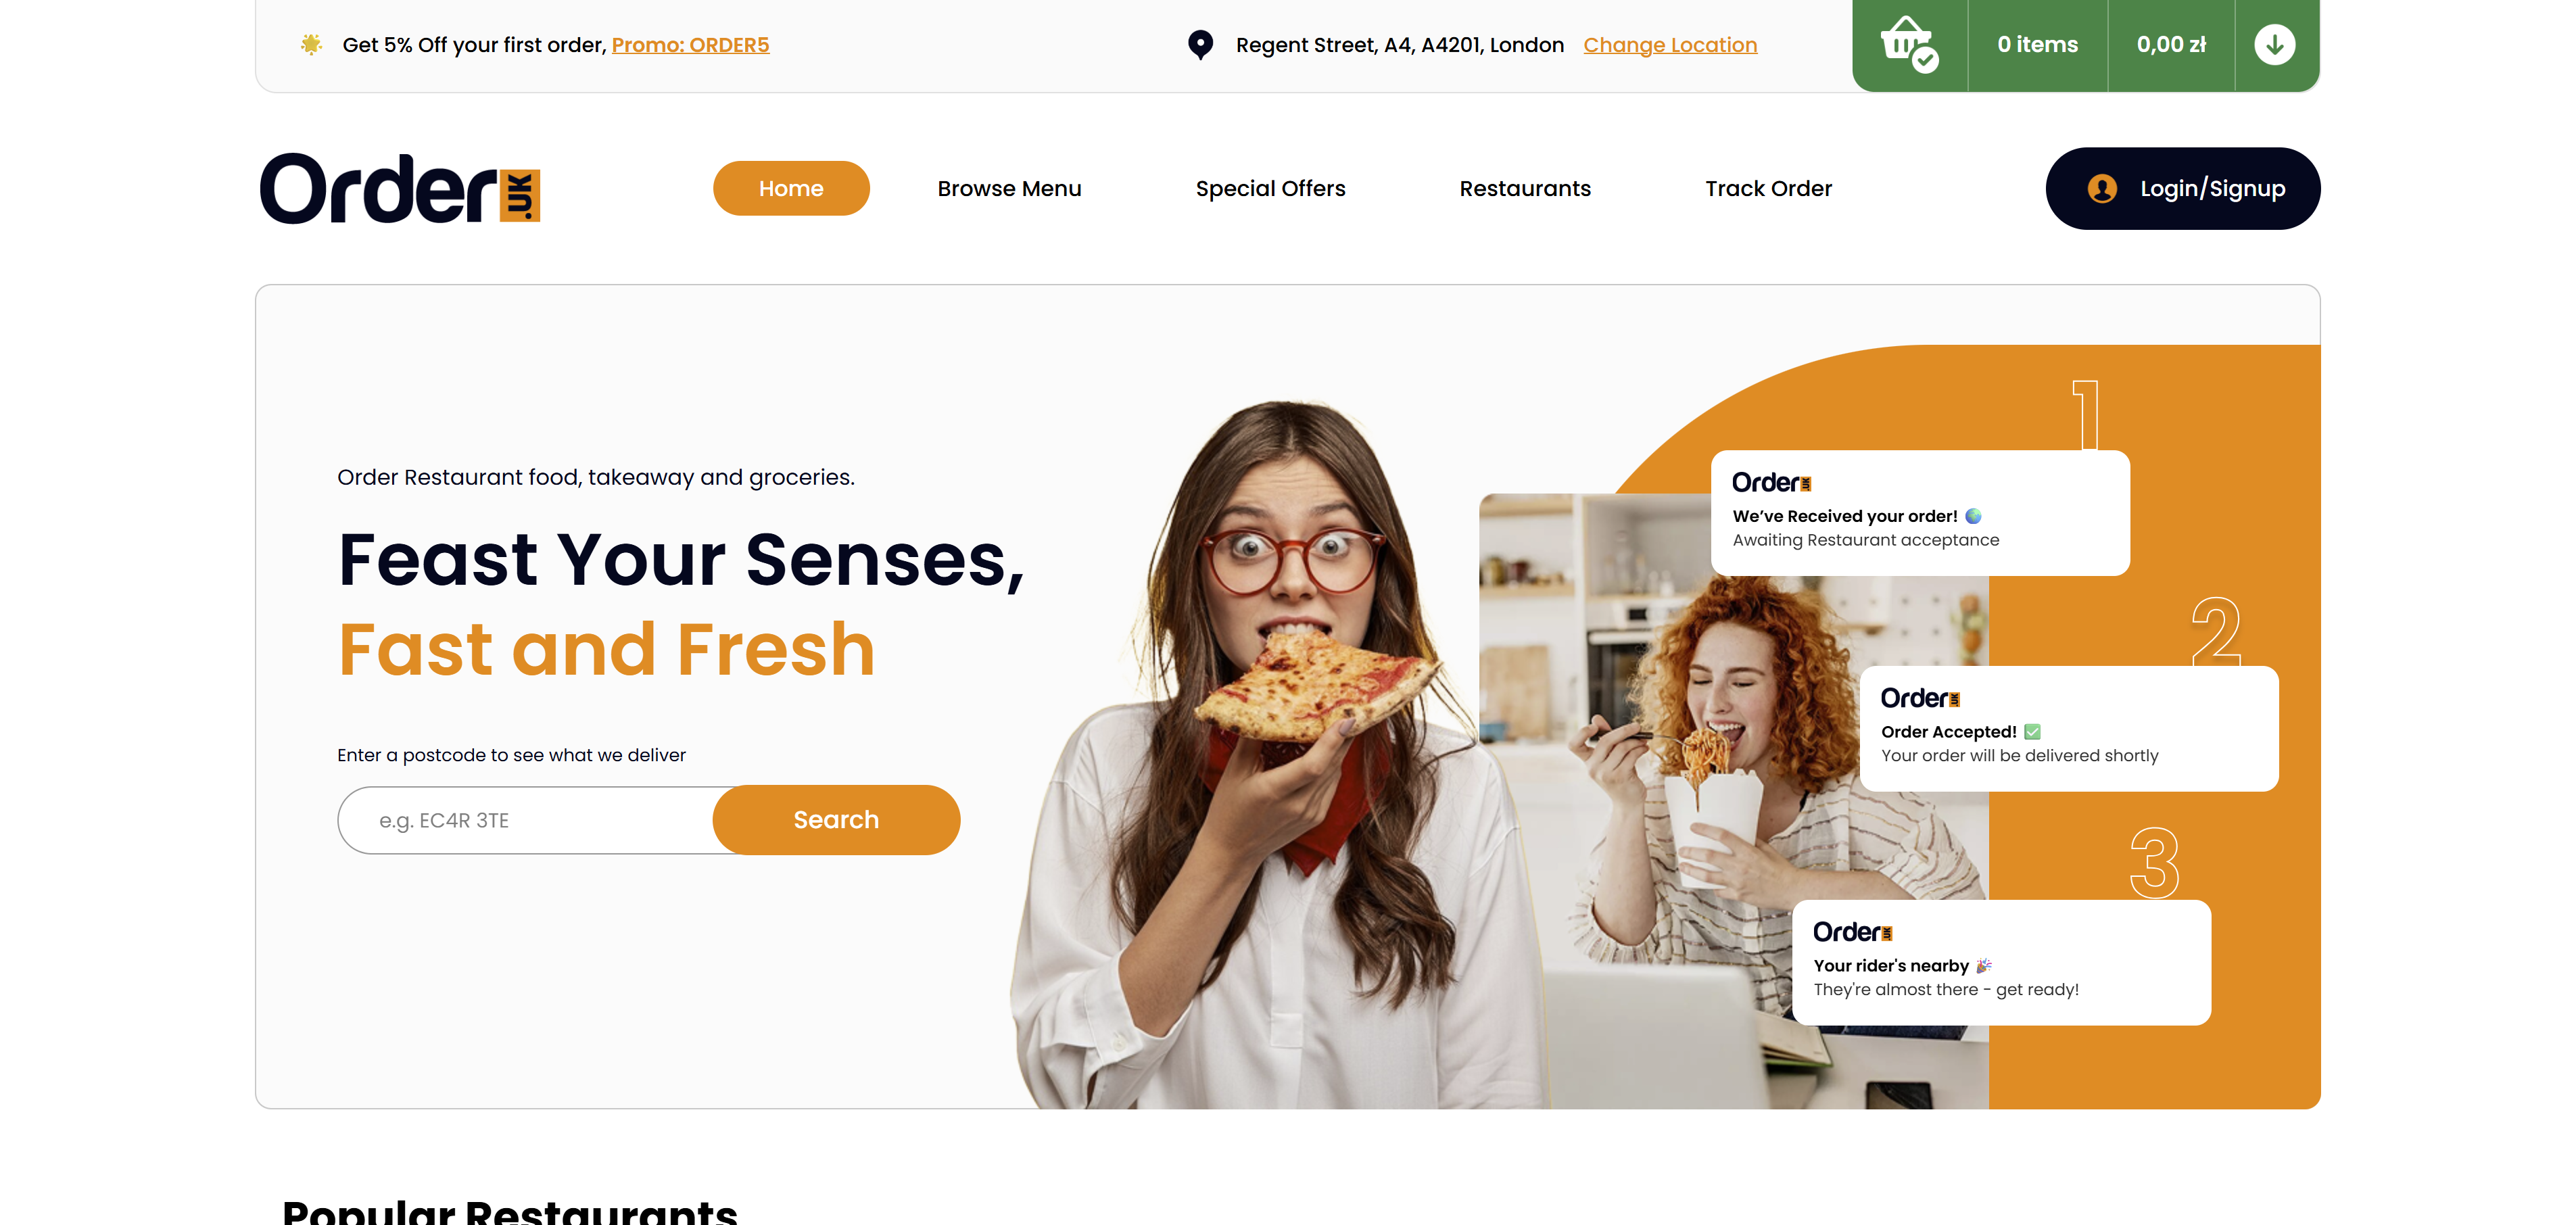 Get 5% Off your first order, Promo: ORDER5
Regent Street, A4, A4201, London Change Location
0 items
0,00 zł
Order.UK
Home
Browse Menu
Special Offers
Restaurants
Track Order
Login/Signup
Order Restaurant food, takeaway and groceries.
Feast Your Senses,
Fast and Fresh
Enter a postcode to see what we deliver
e.g. EC4R 3TE
Search
1
Order.UK
We’ve Received your order! 🌍
Awaiting Restaurant acceptance
2
Order.UK
Order Accepted! ✅
Your order will be delivered shortly
3
Order.UK
Your rider's nearby 🎉
They're almost there - get ready!
Popular Restaurants